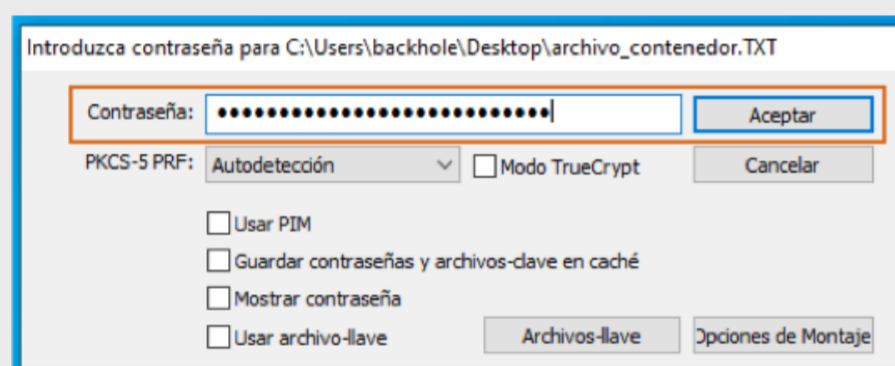 Introduzca contraseña para C:\Users\backhole\Desktop\archivo_contenedor.TXT
Contraseña: ●●●●●●●●●●●●●●●●●●●●●●●●●●● Aceptar
PKCS-5 PRF: Autodetección Modo TrueCrypt Cancelar
Usar PIM
Guardar contraseñas y archivos-clave en caché
Mostrar contraseña
Usar archivo-llave Archivos-llave Opciones de Montaje